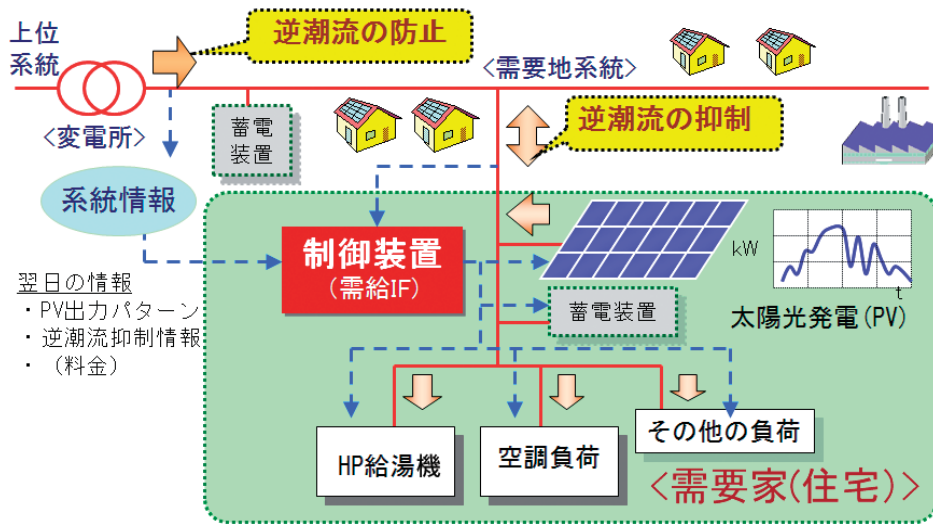 上位
系統
逆潮流の防止
<需要地系統>
<変電所>
蓄電
装置
逆潮流の抑制
系統情報
制御装置
(需給IF)
kW
t
翌日の情報
・PV出力パターン
・逆潮流抑制情報
・（料金）
蓄電装置
太陽光発電(PV)
HP給湯機
空調負荷
その他の負荷
<需要家(住宅)>